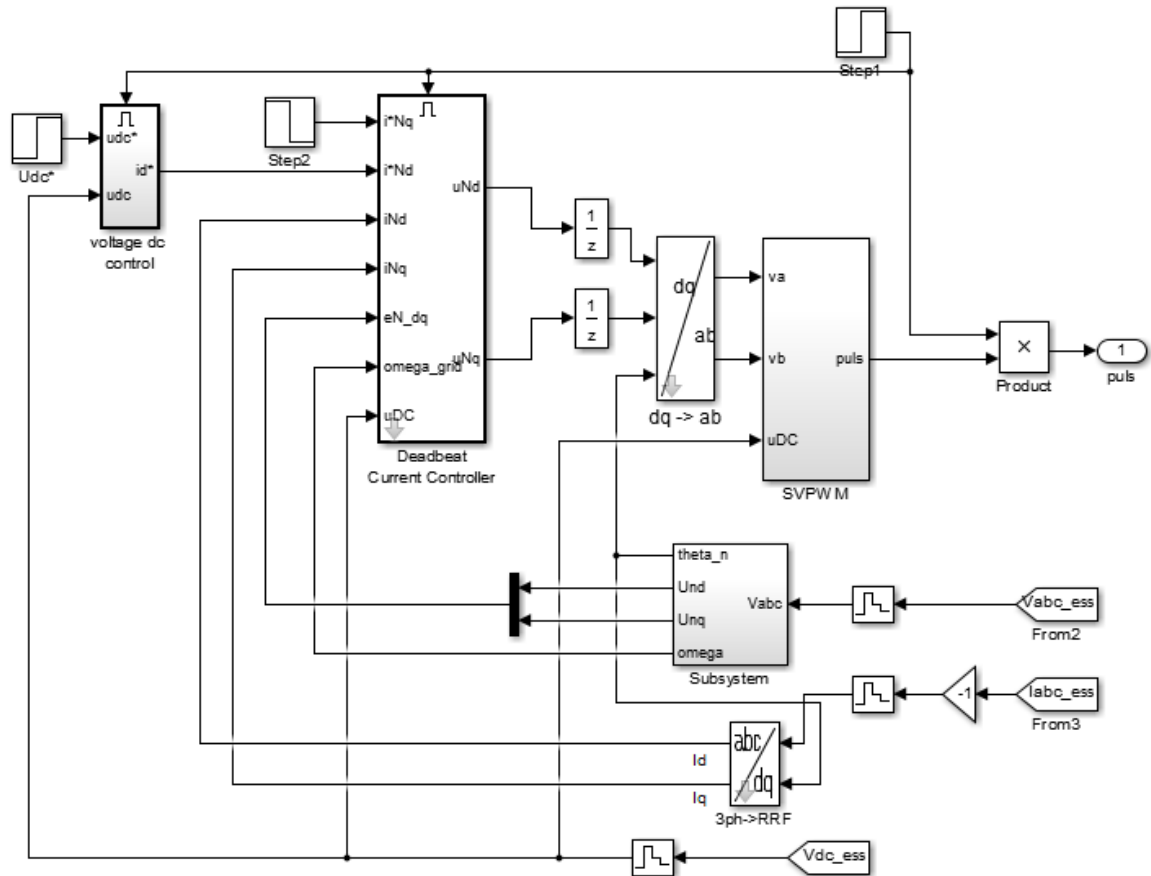 Step1
udc*
Udc*
id*
udc
voltage dc
control
Step2
i*Nq
i*Nd
iNd
iNq
eN_dq
omega_grid
uDC
uNd
uNq
Deadbeat
Current Controller
1
z
1
z
dq
ab
dq -> ab
va
vb
uDC
puls
SVPWM
×
Product
1
puls
theta_n
Und
Unq
omega
Vabc
Subsystem
Vabc_ess
From2
-1
Iabc_ess
From3
abc
dq
Id
Iq
3ph->RRF
Vdc_ess